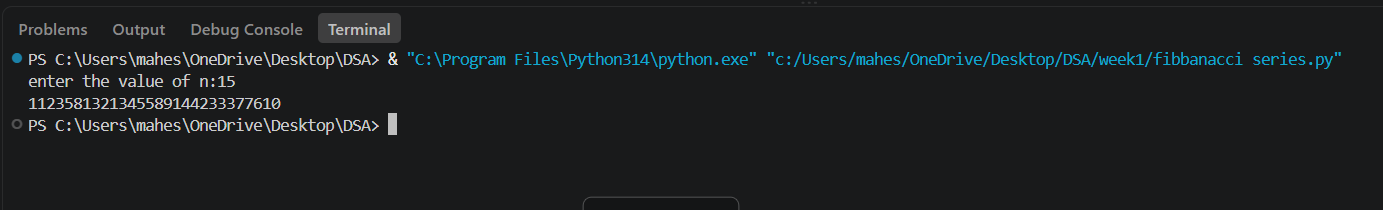 Problems Output Debug Console Terminal
PS C:\Users\mahes\OneDrive\Desktop\DSA> & "C:\Program Files\Python314\python.exe" "c:/Users/mahes/OneDrive/Desktop/DSA/week1/fibbanacci series.py"
enter the value of n:15
1123581321345589144233377610
PS C:\Users\mahes\OneDrive\Desktop\DSA>